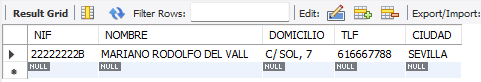 Result Grid Filter Rows: Edit: Export/Import:
NIF NOMBRE DOMICILIO TLF CIUDAD
22222222B MARIANO RODOLFO DEL VALL C/ SOL, 7 616667788 SEVILLA
NULL NULL NULL NULL NULL